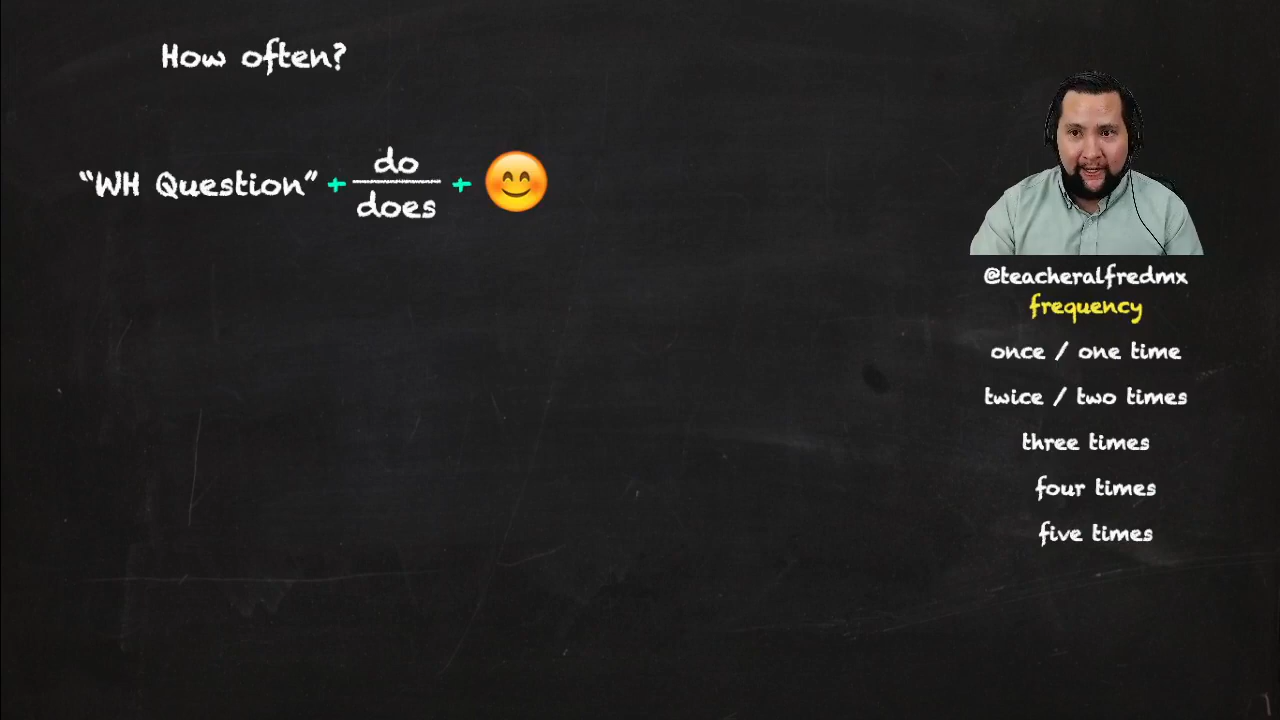 How often?
“WH Question” + do / does + 😊
@teacheralfredmx
frequency
once / one time
twice / two times
three times
four times
five times